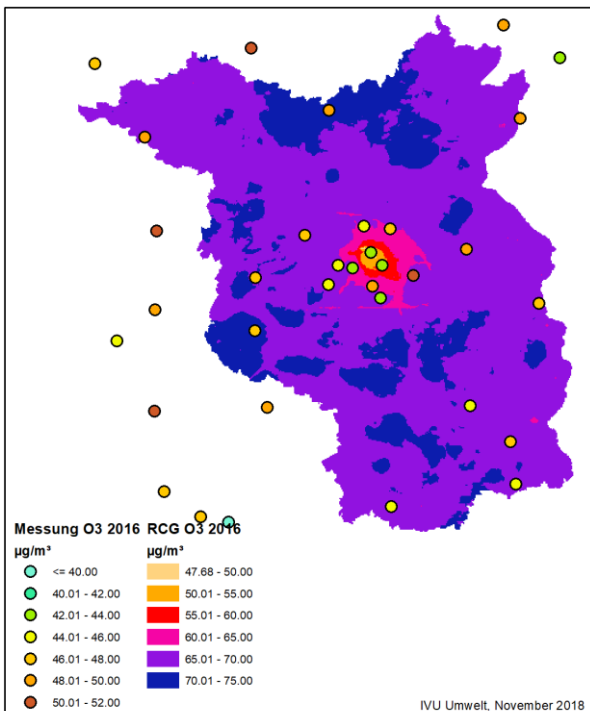 Messung O3 2016
µg/m³
<= 40.00
40.01 - 42.00
42.01 - 44.00
44.01 - 46.00
46.01 - 48.00
48.01 - 50.00
50.01 - 52.00
RCG O3 2016
µg/m³
47.68 - 50.00
50.01 - 55.00
55.01 - 60.00
60.01 - 65.00
65.01 - 70.00
70.01 - 75.00
IVU Umwelt, November 2018